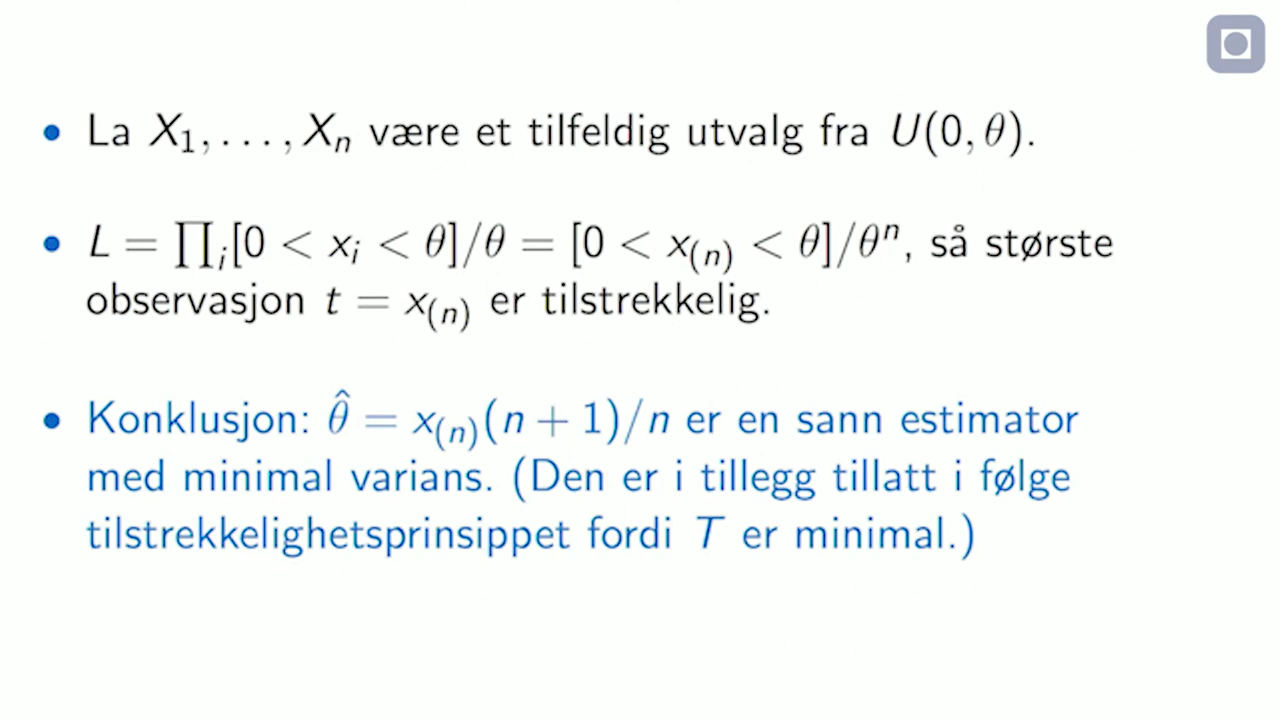 • La X₁, . . . , Xₙ være et tilfeldig utvalg fra U(0, θ).
• L = ∏ᵢ[0 < xᵢ < θ]/θ = [0 < x₍ₙ₎ < θ]/θⁿ, så største
observasjon t = x₍ₙ₎ er tilstrekkelig.
• Konklusjon: θ̂ = x₍ₙ₎(n + 1)/n er en sann estimator
med minimal varians. (Den er i tillegg tillatt i følge
tilstrekkelighetsprinsippet fordi T er minimal.)